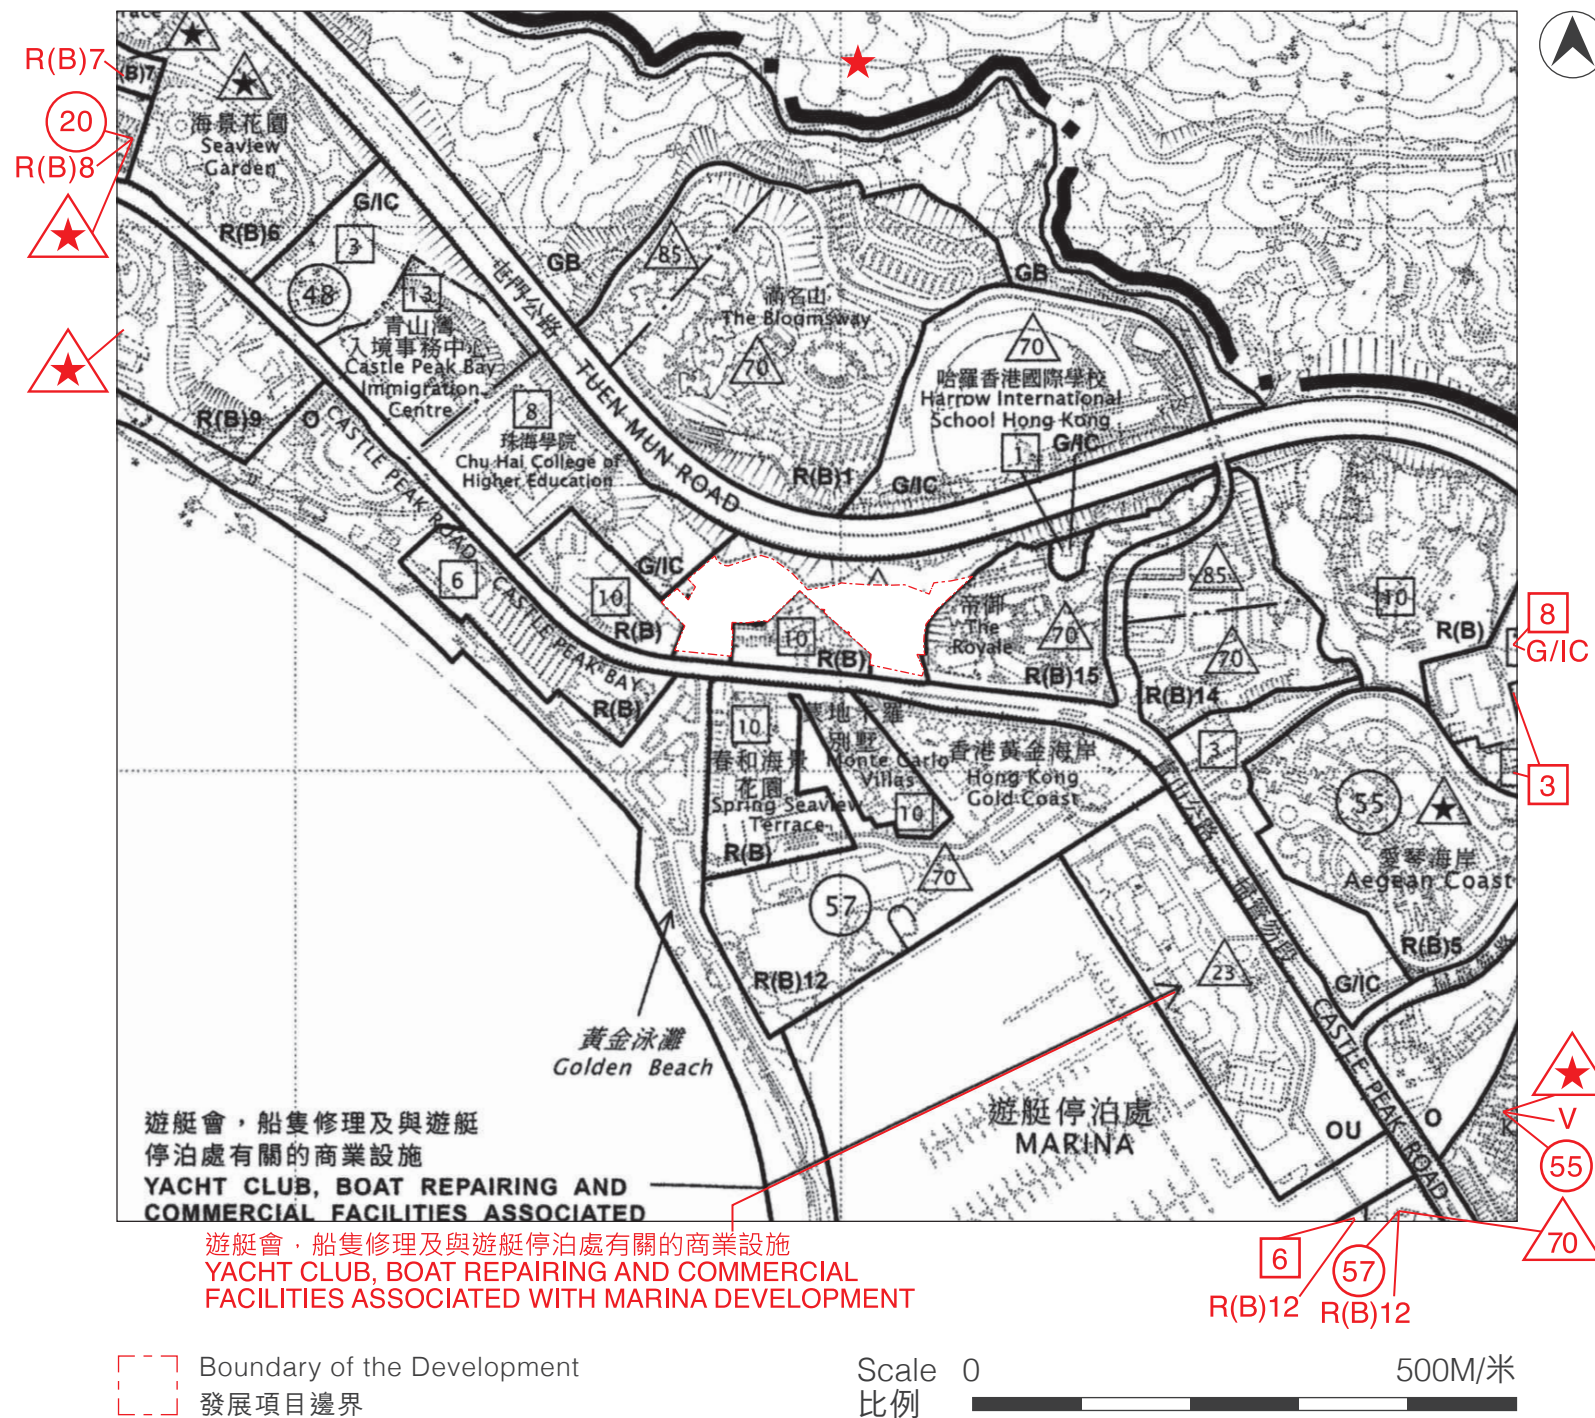 race
R(B)7
(B)7
20
R(B)8
海景花園
Seaview
Garden
R(B)6
G/IC
3
48
13
青山灣
入境事務中心
Castle Peak Bay
Immigration
Centre
屯門公路
TUEN MUN ROAD
GB
85
滿名山
The Bloomsway
70
R(B)1
GB
70
哈羅香港國際學校
Harrow International
School Hong Kong
1
G/IC
G/IC
8
珠海學院
Chu Hai College of
Higher Education
R(B)9
O
CASTLE PEAK ROAD
CASTLE PEAK BAY
6
R(B)
10
G/IC
R(B)
10
R(B)
帝御
The
Royale
70
R(B)15
85
70
R(B)14
10
R(B)
8
G/IC
3
3
10
春和海景
花園
Spring Seaview
Terrace
R(B)
蒙地卡羅
別墅
Monte Carlo
Villas
10
香港黃金海岸
Hong Kong
Gold Coast
70
57
R(B)12
青山公路
55
愛琴海岸
Aegean Coast
R(B)5
G/IC
23
CASTLE PEAK ROAD
黃金泳灘
Golden Beach
遊艇停泊處
MARINA
OU
O
V
K
55
70
遊艇會，船隻修理及與遊艇
停泊處有關的商業設施
YACHT CLUB, BOAT REPAIRING AND
COMMERCIAL FACILITIES ASSOCIATED
遊艇會，船隻修理及與遊艇停泊處有關的商業設施
YACHT CLUB, BOAT REPAIRING AND COMMERCIAL
FACILITIES ASSOCIATED WITH MARINA DEVELOPMENT
6
R(B)12
57
R(B)12
Boundary of the Development
發展項目邊界
Scale 0 500M/米
比例